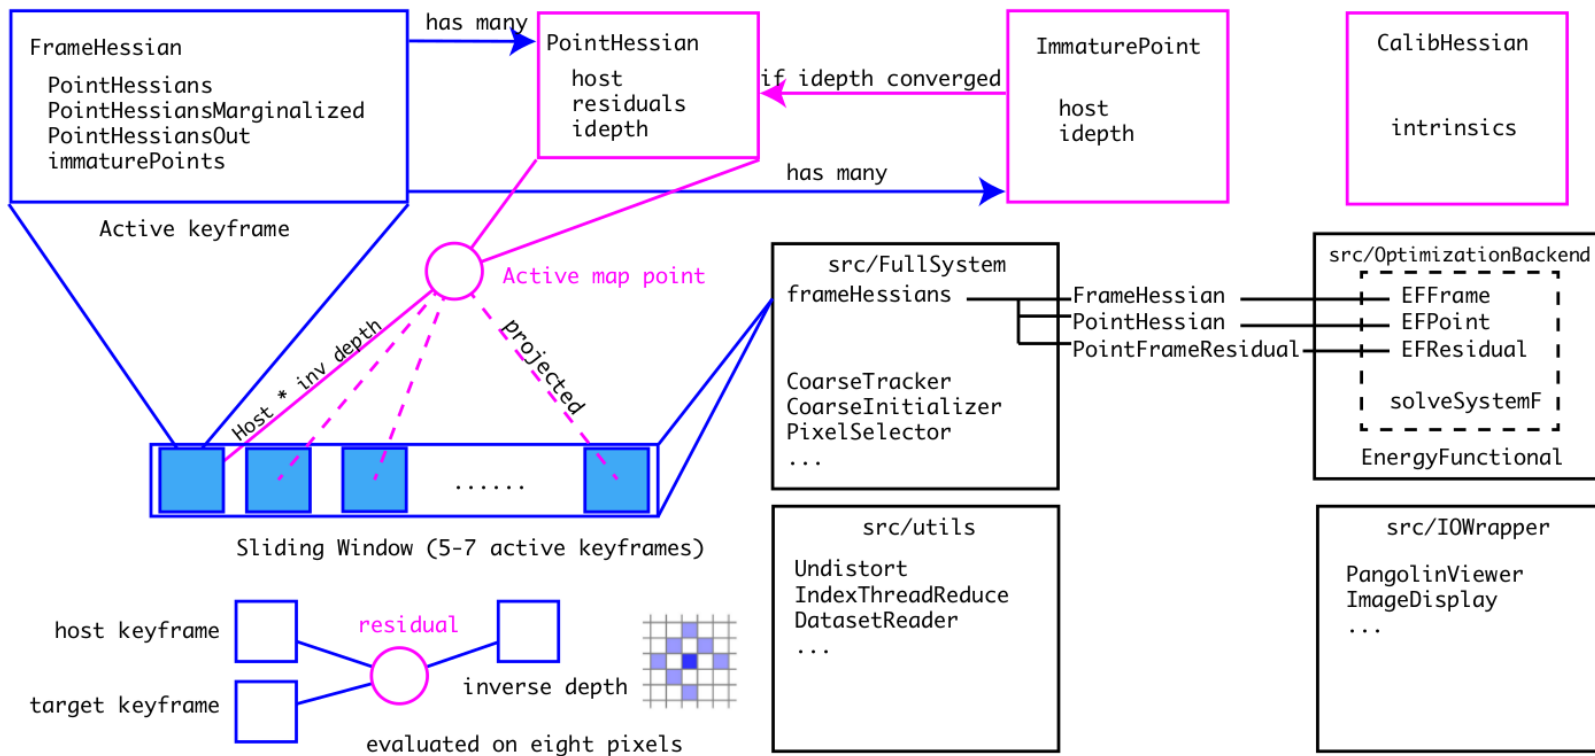 has many
FrameHessian
PointHessians
PointHessiansMarginalized
PointHessiansOut
immaturePoints
PointHessian
host
residuals
idepth
if idepth converged
ImmaturePoint
host
idepth
CalibHessian
intrinsics
has many
Active keyframe
Active map point
Host * inv depth
projected
......
Sliding Window (5-7 active keyframes)
src/FullSystem
frameHessians
CoarseTracker
CoarseInitializer
PixelSelector
...
FrameHessian
PointHessian
PointFrameResidual
src/OptimizationBackend
EFFrame
EFPoint
EFResidual
solveSystemF
EnergyFunctional
host keyframe
target keyframe
residual
inverse depth
evaluated on eight pixels
src/utils
Undistort
IndexThreadReduce
DatasetReader
...
src/IOWrapper
PangolinViewer
ImageDisplay
...